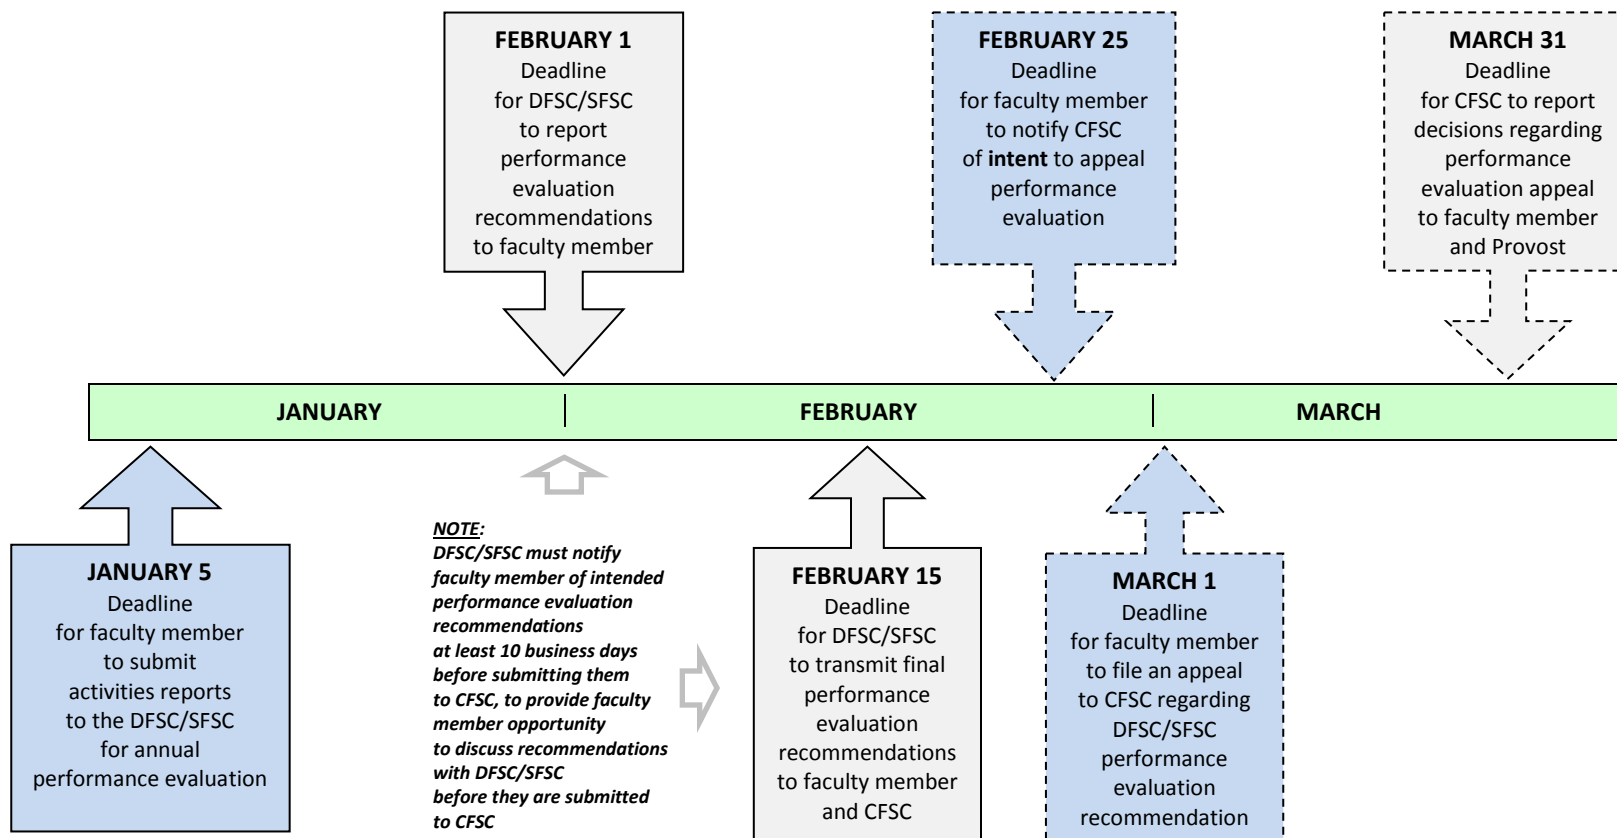 FEBRUARY 1
Deadline
for DFSC/SFSC
to report
performance
evaluation
recommendations
to faculty member
FEBRUARY 25
Deadline
for faculty member
to notify CFSC
of intent to appeal
performance
evaluation
MARCH 31
Deadline
for CFSC to report
decisions regarding
performance
evaluation appeal
to faculty member
and Provost
JANUARY
FEBRUARY
MARCH
JANUARY 5
Deadline
for faculty member
to submit
activities reports
to the DFSC/SFSC
for annual
performance evaluation
NOTE:
DFSC/SFSC must notify
faculty member of intended
performance evaluation
recommendations
at least 10 business days
before submitting them
to CFSC, to provide faculty
member opportunity
to discuss recommendations
with DFSC/SFSC
before they are submitted
to CFSC
FEBRUARY 15
Deadline
for DFSC/SFSC
to transmit final
performance
evaluation
recommendations
to faculty member
and CFSC
MARCH 1
Deadline
for faculty member
to file an appeal
to CFSC regarding
DFSC/SFSC
performance
evaluation
recommendation